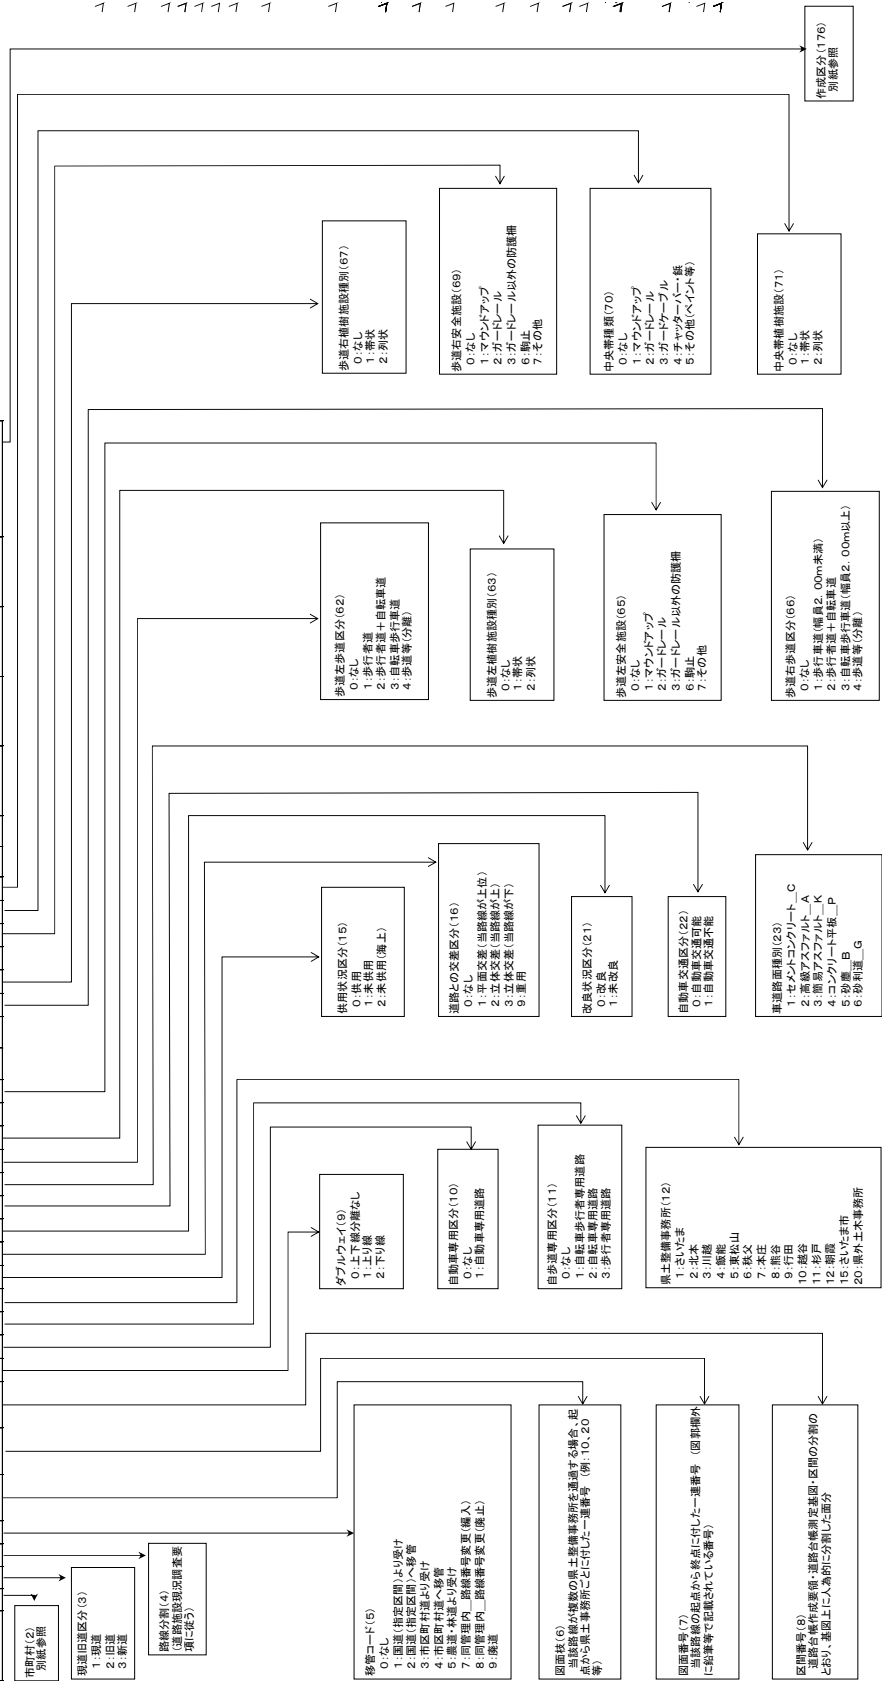 市町村(2)
別紙参照
現道旧道区分(3)
1:現道
2:旧道
3:新道
路線分割(4)
(道路施設現況調査要
項に従う)
移管コード(5)
0:なし
1:国道(指定区間)より受け
2:国道(指定区間)へ移管
3:市区町村道より受け
4:市区町村道へ移管
5:農道・林道より受け
7:同管理内__路線番号変更(編入)
8:同管理内__路線番号変更(廃止)
9:廃道
図面枝(6)
当該路線が複数の県土整備事務所を通過する場合、起
点から県土事務所ごとに付した一連番号 (例:10、20
等)
図面番号(7)
当該路線の起点から終点に付した一連番号 (図郭欄外
に鉛筆等で記載されている番号)
区間番号(8)
道路台帳作成要領・道路台帳測定基図・区間の分割の
とおり、基図上に人為的に分割した面分
ダブルウェイ(9)
0:上下線分離なし
1:上り線
2:下り線
自動車専用区分(10)
0:なし
1:自動車専用道路
自歩道専用区分(11)
0:なし
1:自転車歩行者専用道路
2:自転車専用道路
3:歩行者専用道路
県土整備事務所(12)
1:さいたま
2:北本
3:川越
4:飯能
5:東松山
6:秩父
7:本庄
8:熊谷
9:行田
10:越谷
11:杉戸
12:朝霞
15:さいたま市
20:県外土木事務所
供用状況区分(15)
0:供用
1:未供用
2:未供用(海上)
道路との交差区分(16)
0:なし
1:平面交差(当路線が上位)
2:立体交差(当路線が上)
3:立体交差(当路線が下)
9:重用
改良状況区分(21)
0:改良
1:未改良
自動車交通区分(22)
0:自動車交通可能
1:自動車交通不能
車道路面種別(23)
1:セメントコンクリート__C
2:高級アスファルト__A
3:簡易アスファルト__K
4:コンクリート平板__P
5:砂塵__B
6:砂利道__G
歩道左歩道区分(62)
0:なし
1:歩行者道
2:歩行者道+自転車道
3:自転車歩行車道
4:歩道等(分離)
歩道左植樹施設種別(63)
0:なし
1:帯状
2:列状
歩道左安全施設(65)
0:なし
1:マウンドアップ
2:ガードレール
3:ガードレール以外の防護柵
6:駒止
7:その他
歩道右歩道区分(66)
0:なし
1:歩行車道(幅員2.00m未満)
2:歩行者道+自転車道
3:自転車歩行車道(幅員2.00m以上)
4:歩道等(分離)
歩道右植樹施設種別(67)
0:なし
1:帯状
2:列状
歩道右安全施設(69)
0:なし
1:マウンドアップ
2:ガードレール
3:ガードレール以外の防護柵
6:駒止
7:その他
中央帯種類(70)
0:なし
1:マウンドアップ
2:ガードレール
3:ガードケーブル
4:チャッターバー・鋲
5:その他(ペイント等)
中央帯植樹施設(71)
0:なし
1:帯状
2:列状
作成区分(176)
別紙参照